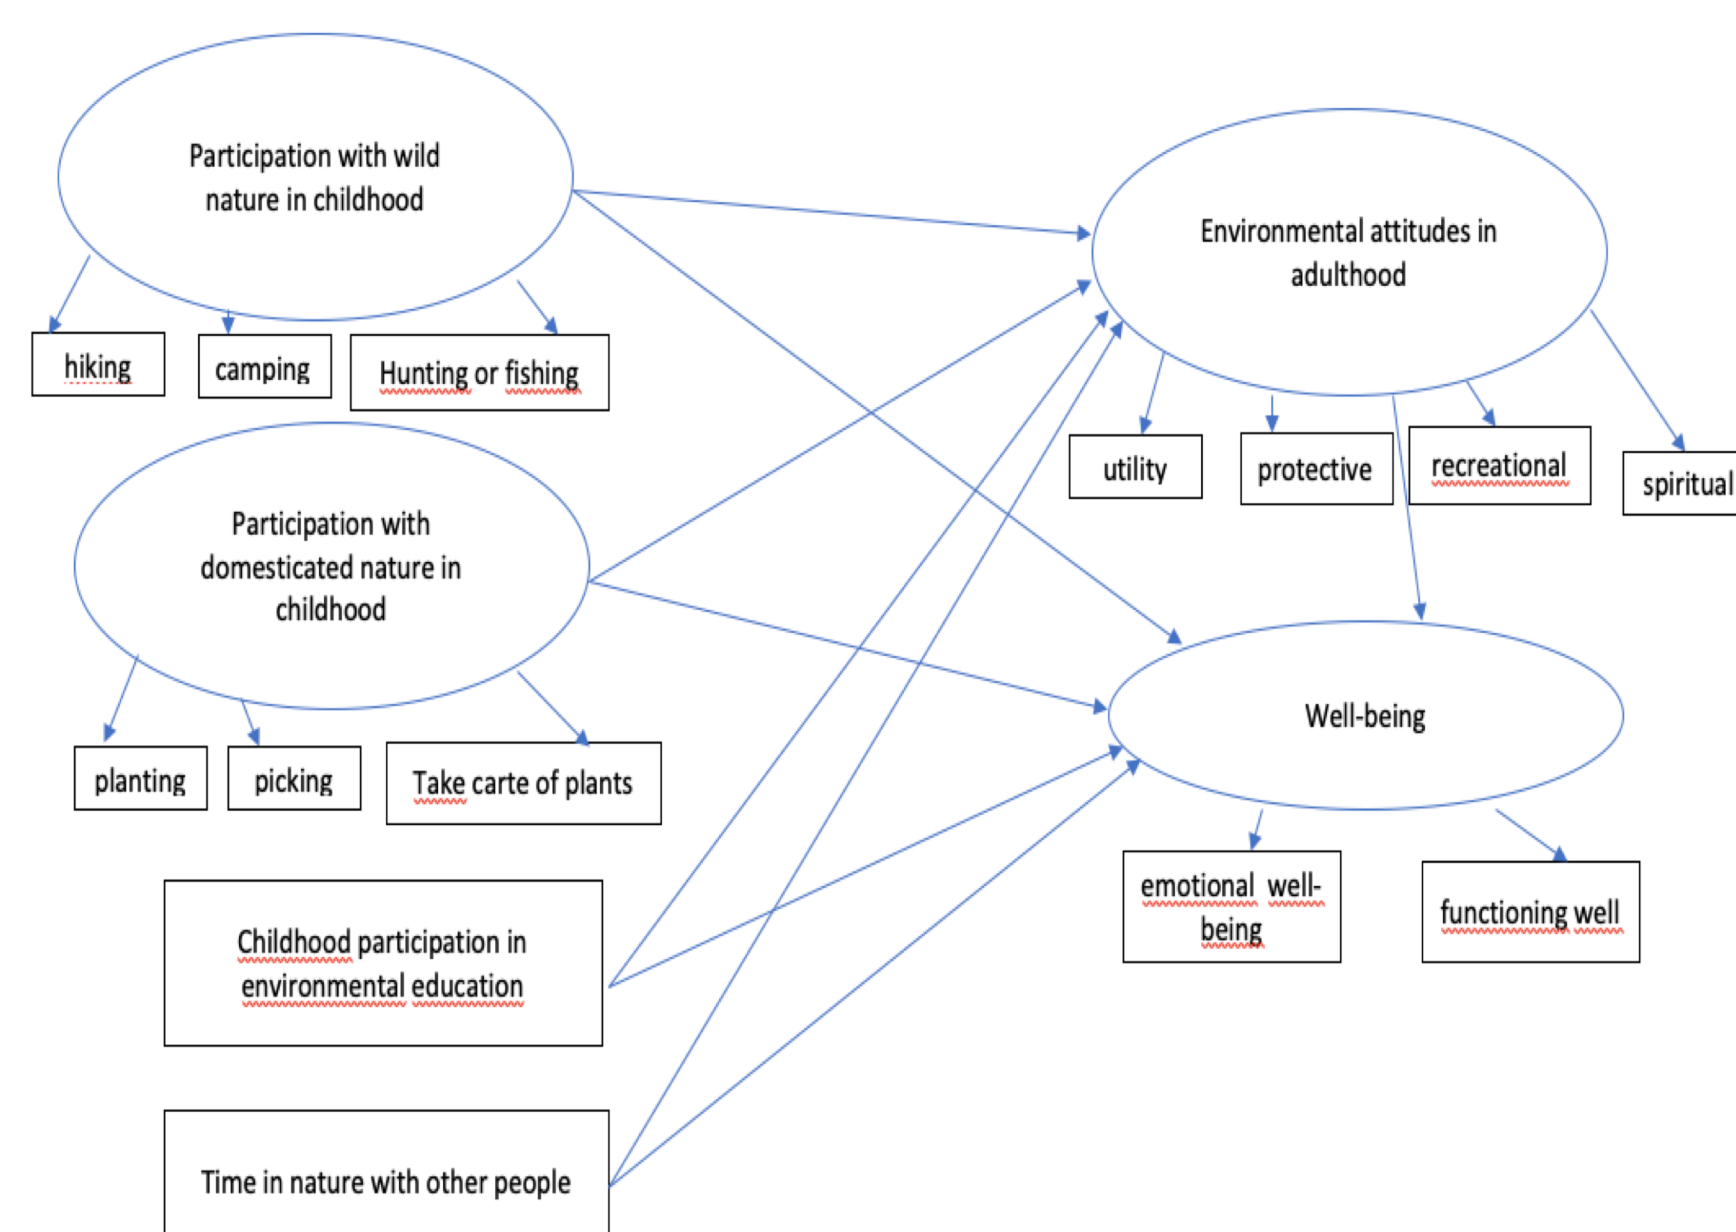 Participation with wild
nature in childhood
Environmental attitudes in
adulthood
hiking
camping
Hunting or fishing
utility
protective
recreational
spiritual
Participation with
domesticated nature in
childhood
Well-being
planting
picking
Take carte of plants
emotional well-
being
functioning well
Childhood participation in
environmental education
Time in nature with other people